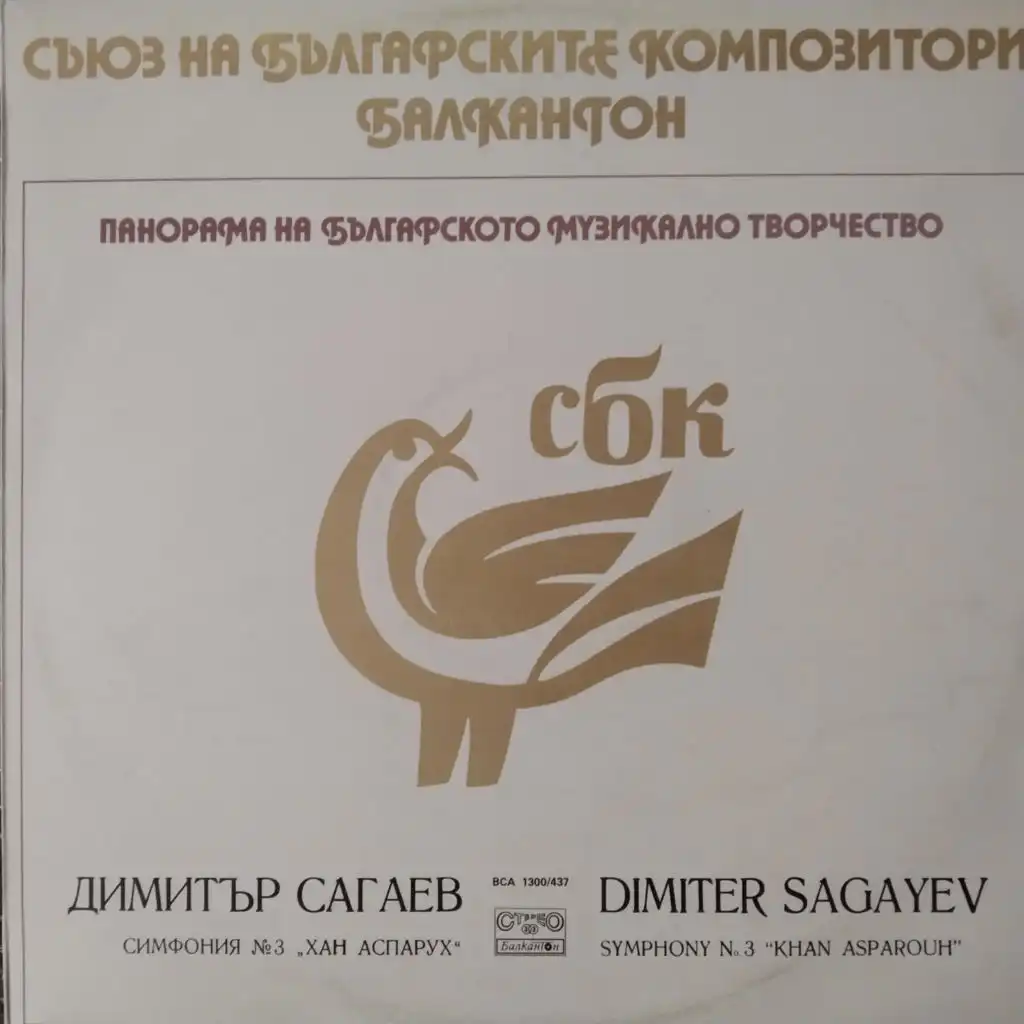 СЪЮЗ НА БЪЛГАРСКИТЕ КОМПОЗИТОРИ
БАЛКАНТОН
ПАНОРАМА НА БЪЛГАРСКОТО МУЗИКАЛНО ТВОРЧЕСТВО
сбк
ДИМИТЪР САГАЕВ
СИМФОНИЯ №3 „ХАН АСПАРУХ“
ВСА 1300/437
СТЕРЕО
Балкантон
DIMITER SAGAYEV
SYMPHONY No. 3 “KHAN ASPAROUH”